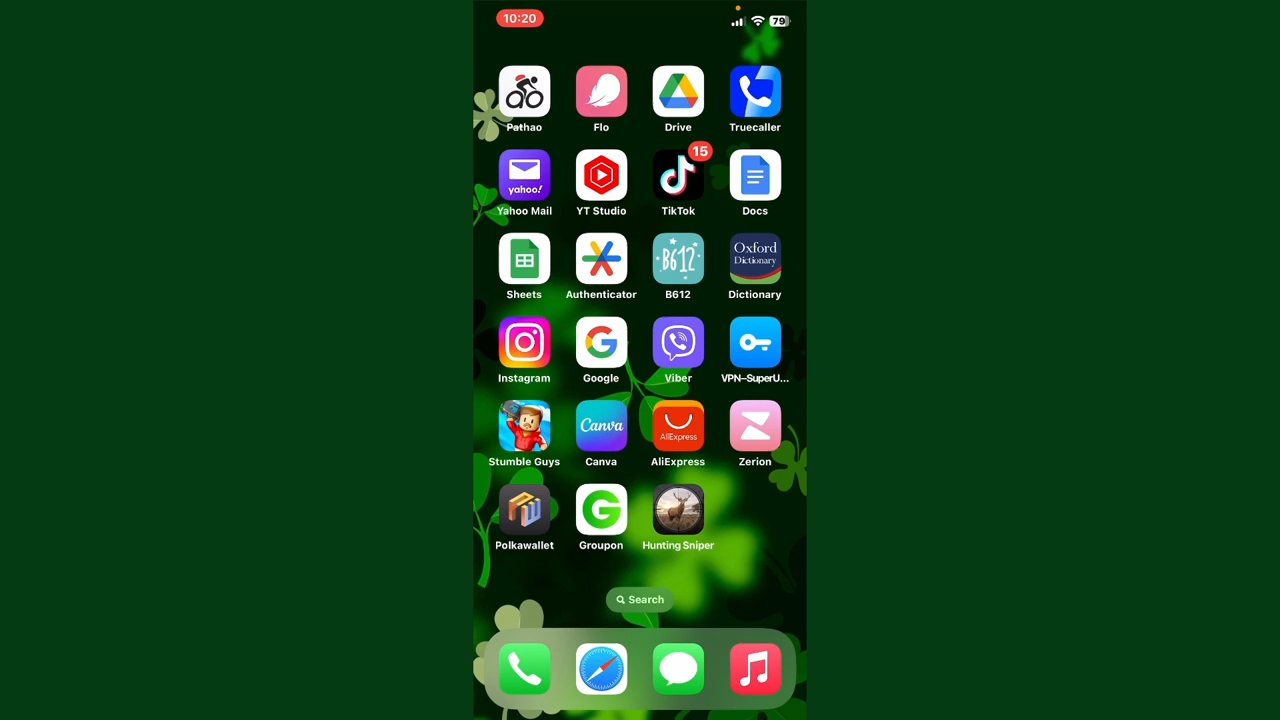 10:20
79
Pathao
Flo
Drive
Truecaller
yahoo!
15
Yahoo Mail
YT Studio
TikTok
Docs
Oxford
Dictionary
B612
Sheets
Authenticator
B612
Dictionary
Instagram
Google
Viber
VPN–SuperU...
Canva
AliExpress
Stumble Guys
Canva
AliExpress
Zerion
Polkawallet
Groupon
Hunting Sniper
Search